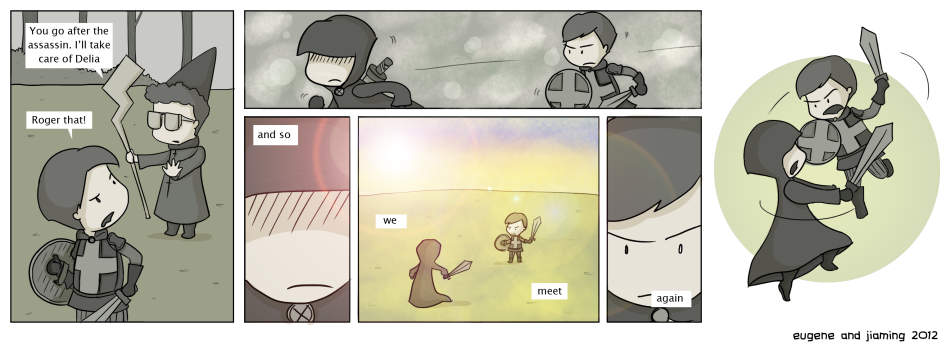 You go after the
assassin. I'll take
care of Delia
Roger that!
and so
we
meet
again
eugene and jiaming 2012